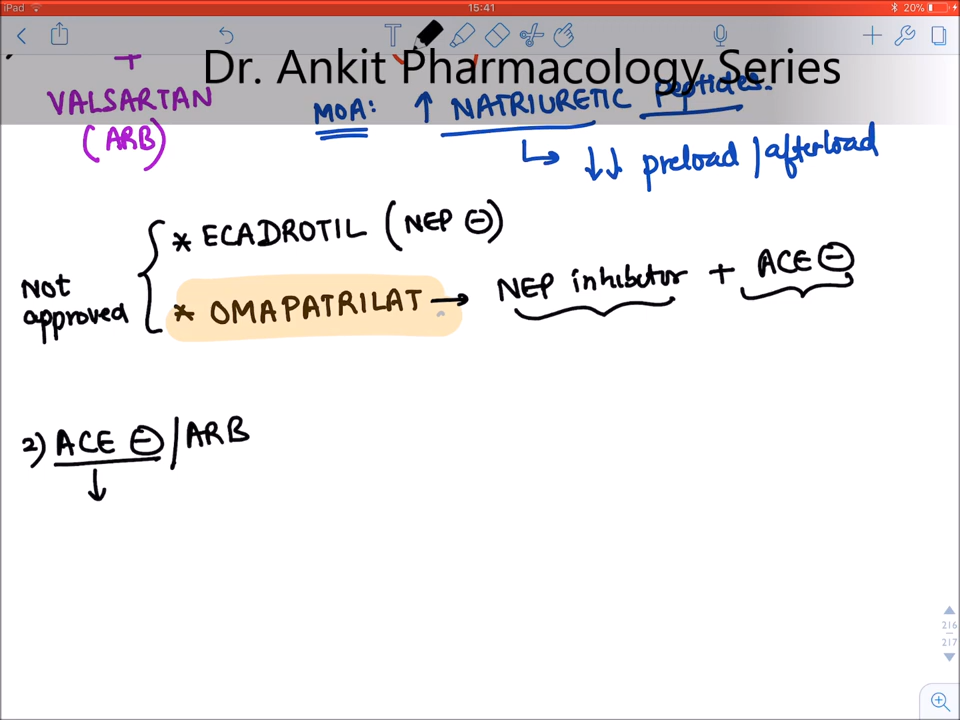 iPad 15:41 20%
T
+
Dr. Ankit Pharmacology Series
VALSARTAN
(ARB)
MOA: ↑ NATRIURETIC Peptides.
↳ ↓↓ preload / afterload
Not approved
* ECADROTIL (NEP ⊖)
* OMAPATRILAT → NEP inhibitor + ACE ⊖
2) ACE ⊖ / ARB
↓
216
217